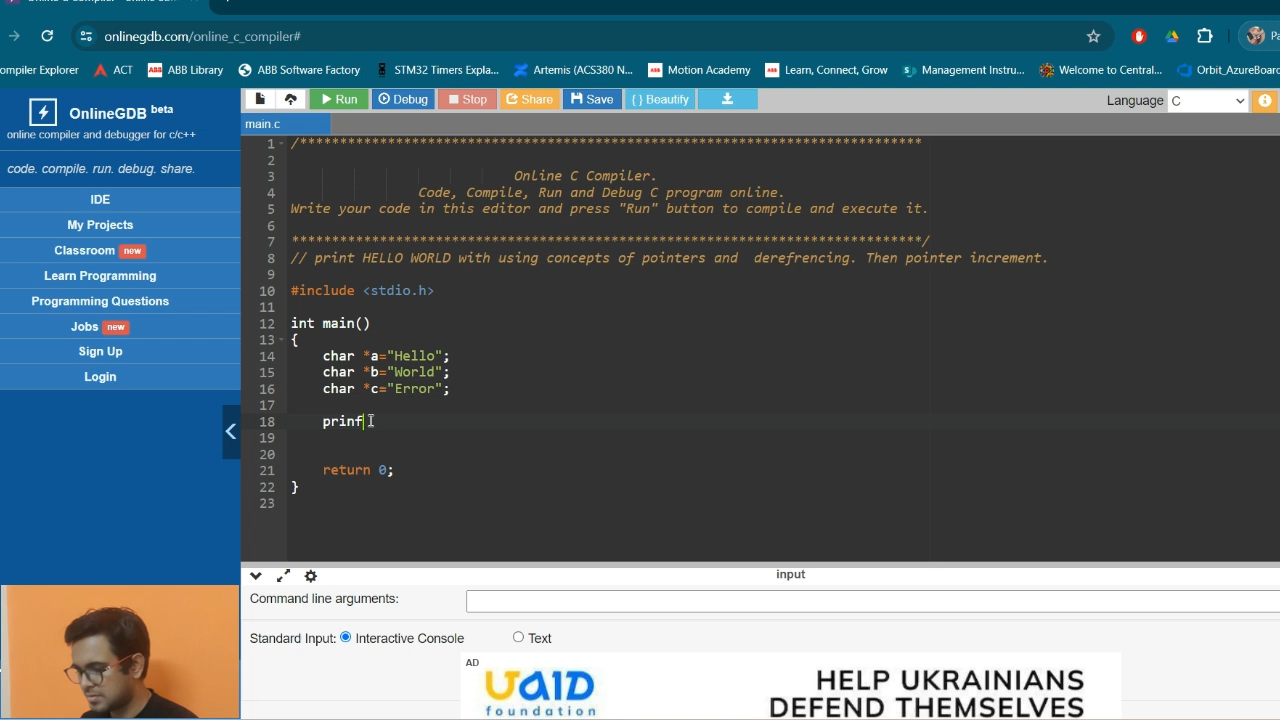 onlinegdb.com/online_c_compiler#
ompiler Explorer ACT ABB Library ABB Software Factory STM32 Timers Expla... Artemis (ACS380 N... Motion Academy Learn, Connect, Grow Management Instru... Welcome to Central... Orbit_AzureBoar
OnlineGDB beta
online compiler and debugger for c/c++
code. compile. run. debug. share.
IDE
My Projects
Classroom new
Learn Programming
Programming Questions
Jobs new
Sign Up
Login
Run Debug Stop Share Save { } Beautify Language C
main.c
1 /******************************************************************************
2
3 Online C Compiler.
4 Code, Compile, Run and Debug C program online.
5 Write your code in this editor and press "Run" button to compile and execute it.
6
7 *******************************************************************************/
8 // print HELLO WORLD with using concepts of pointers and  derefrencing. Then pointer increment.
9
10 #include <stdio.h>
11
12 int main()
13 {
14 char *a="Hello";
15 char *b="World";
16 char *c="Error";
17
18 prinf
19
20
21 return 0;
22 }
23
input
Command line arguments:
Standard Input: Interactive Console Text
AD
UAID
foundation
HELP UKRAINIANS
DEFEND THEMSELVES